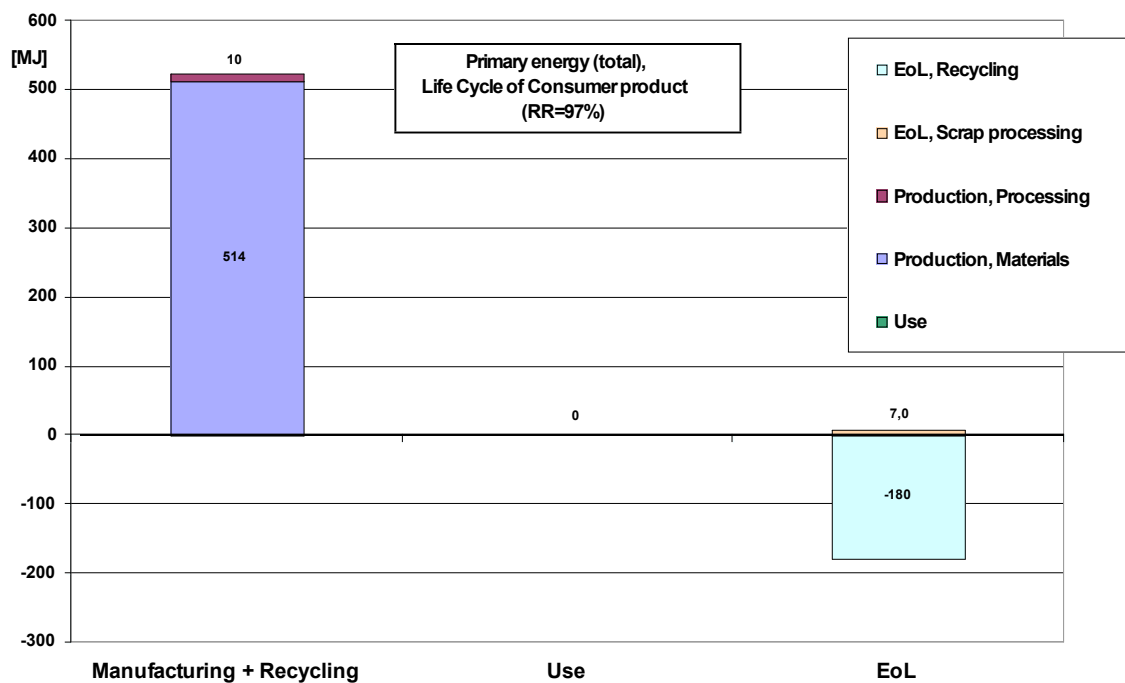 600
[MJ]
500
400
300
200
100
0
-100
-200
-300
10
514
0
7,0
-180
Primary energy (total),
Life Cycle of Consumer product
(RR=97%)
EoL, Recycling
EoL, Scrap processing
Production, Processing
Production, Materials
Use
Manufacturing + Recycling
Use
EoL